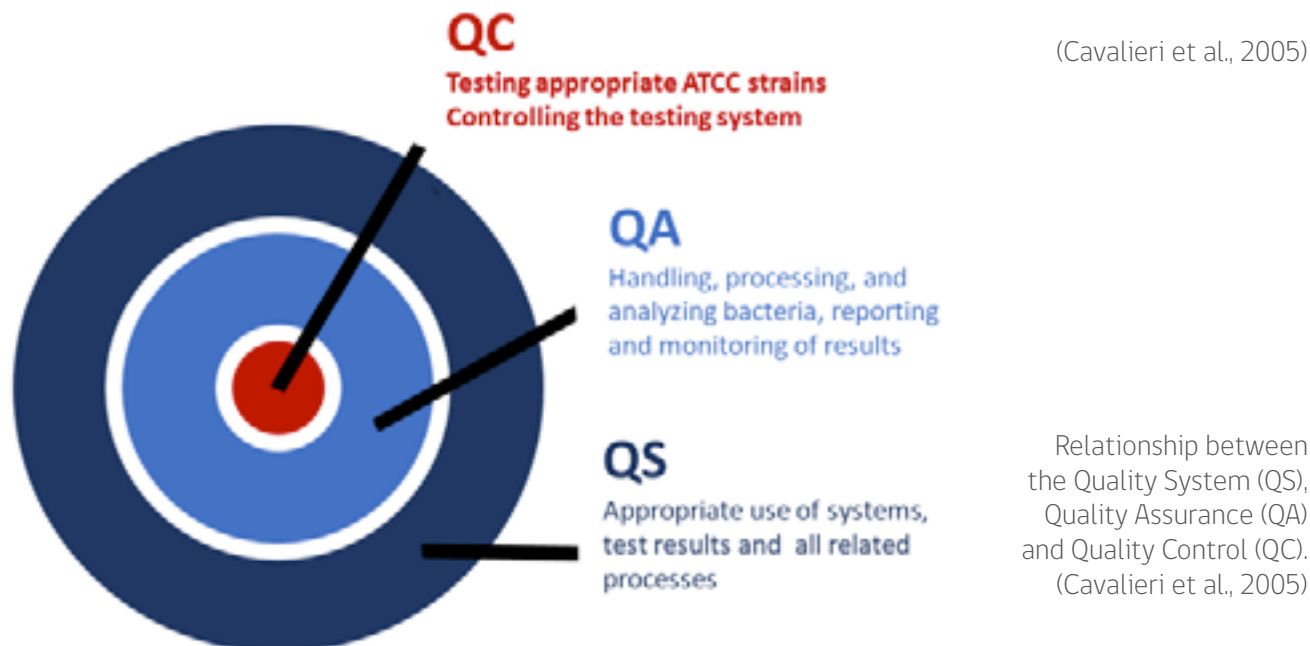 QC
Testing appropriate ATCC strains
Controlling the testing system
(Cavalieri et al., 2005)
QA
Handling, processing, and
analyzing bacteria, reporting
and monitoring of results
QS
Appropriate use of systems,
test results and all related
processes
Relationship between
the Quality System (QS),
Quality Assurance (QA)
and Quality Control (QC).
(Cavalieri et al., 2005)